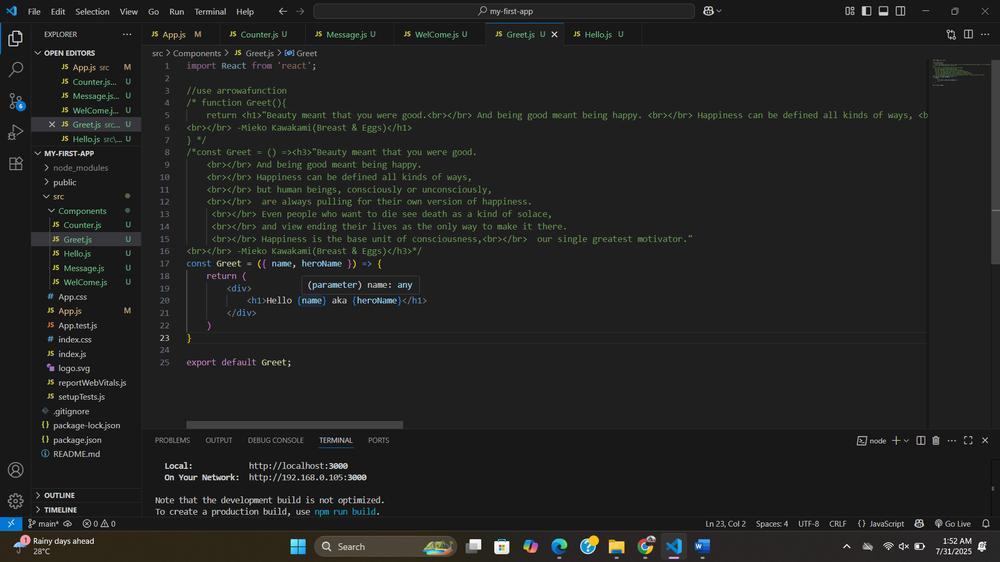 File Edit Selection View Go Run Terminal Help
my-first-app
EXPLORER
OPEN EDITORS
JS App.js src M
JS Counter.js... U
JS Message.js... U
JS WelCome.j... U
JS Greet.js src... U
JS Hello.js src\... U
MY-FIRST-APP
node_modules
public
src
Components
JS Counter.js U
JS Greet.js U
JS Hello.js U
JS Message.js U
JS WelCome.js U
# App.css
JS App.js M
JS App.test.js
# index.css
JS index.js
logo.svg
JS reportWebVitals.js
JS setupTests.js
.gitignore
{} package-lock.json
{} package.json
README.md
OUTLINE
TIMELINE
6
JS App.js M JS Counter.js U JS Message.js U JS WelCome.js U JS Greet.js U JS Hello.js U
src > Components > JS Greet.js > Greet
1 import React from 'react';
2
3 //use arrowafunction
4 /* function Greet(){
5 return <h1>"Beauty meant that you were good.<br></br> And being good meant being happy. <br></br> Happiness can be defined all kinds of ways, <b
6 <br></br> -Mieko Kawakami(Breast & Eggs)</h1>
7 } */
8 /*const Greet = () =><h3>"Beauty meant that you were good.
9 <br></br> And being good meant being happy.
10 <br></br> Happiness can be defined all kinds of ways,
11 <br></br> but human beings, consciously or unconsciously,
12 <br></br>  are always pulling for their own version of happiness.
13 <br></br> Even people who want to die see death as a kind of solace,
14 <br></br> and view ending their lives as the only way to make it there.
15 <br></br> Happiness is the base unit of consciousness,<br></br>  our single greatest motivator."
16 <br></br> -Mieko Kawakami(Breast & Eggs)</h3>*/
17 const Greet = ({ name, heroName }) => {
18 return (
(parameter) name: any
19 <div>
20 <h1>Hello {name} aka {heroName}</h1>
21 </div>
22 )
23 }
24
25 export default Greet;
PROBLEMS OUTPUT DEBUG CONSOLE TERMINAL PORTS
node
Local: http://localhost:3000
On Your Network: http://192.168.0.105:3000
Note that the development build is not optimized.
To create a production build, use npm run build.
main* 0 0
Ln 23, Col 2 Spaces: 4 UTF-8 CRLF {} JavaScript Go Live
1
Rainy days ahead
28°C
Search
1:52 AM
7/31/2025